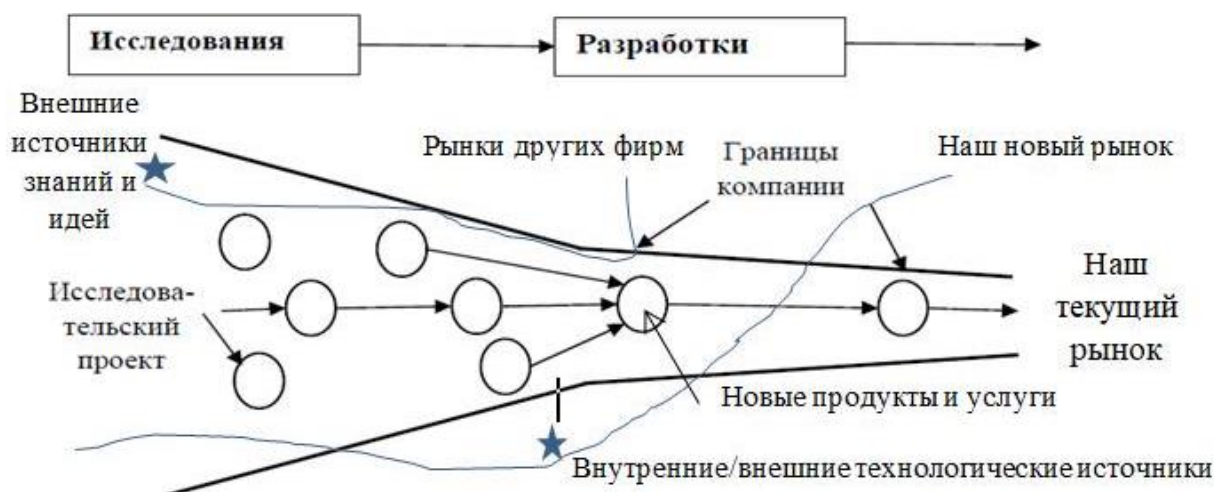 Исследования
Разработки
Внешние
источники
знаний и
идей
Рынки других фирм
Границы
компании
Наш новый рынок
Исследова-
тельский
проект
Наш
текущий
рынок
Новые продукты и услуги
Внутренние/внешние технологические источники